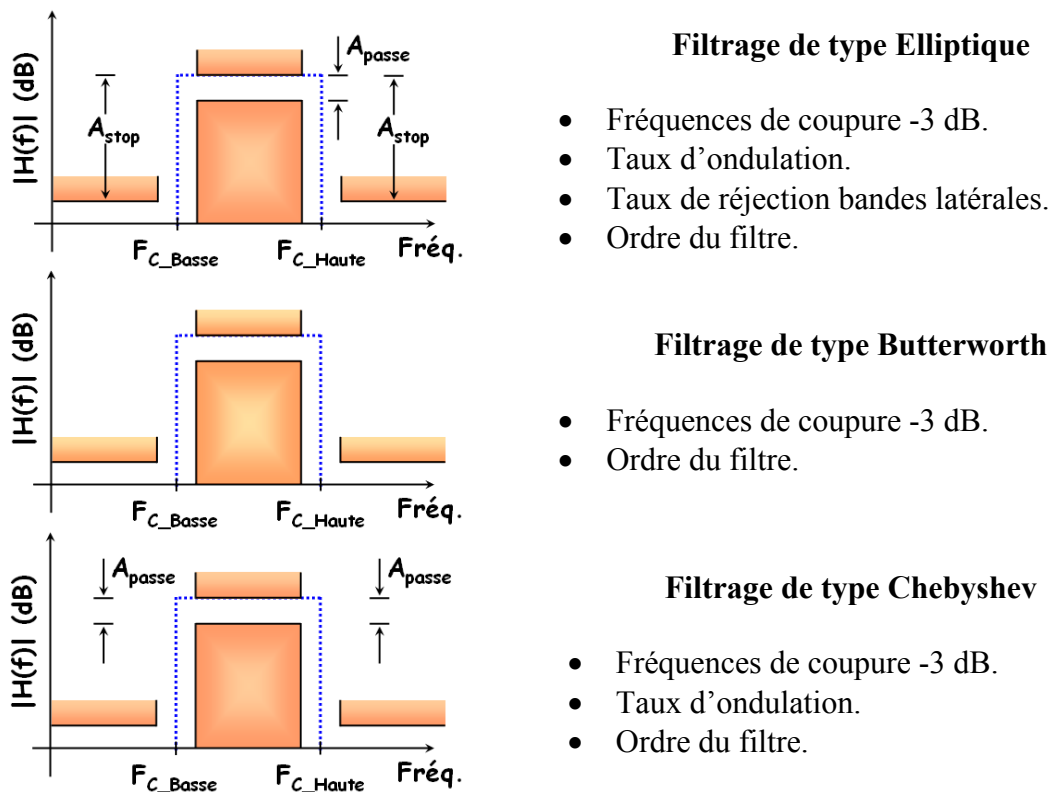 |H(f)| (dB)
A_passe
A_stop
A_stop
F_C_Basse
F_C_Haute
Fréq.
Filtrage de type Elliptique
• Fréquences de coupure -3 dB.
• Taux d’ondulation.
• Taux de réjection bandes latérales.
• Ordre du filtre.
|H(f)| (dB)
F_C_Basse
F_C_Haute
Fréq.
Filtrage de type Butterworth
• Fréquences de coupure -3 dB.
• Ordre du filtre.
|H(f)| (dB)
A_passe
A_passe
F_C_Basse
F_C_Haute
Fréq.
Filtrage de type Chebyshev
• Fréquences de coupure -3 dB.
• Taux d’ondulation.
• Ordre du filtre.